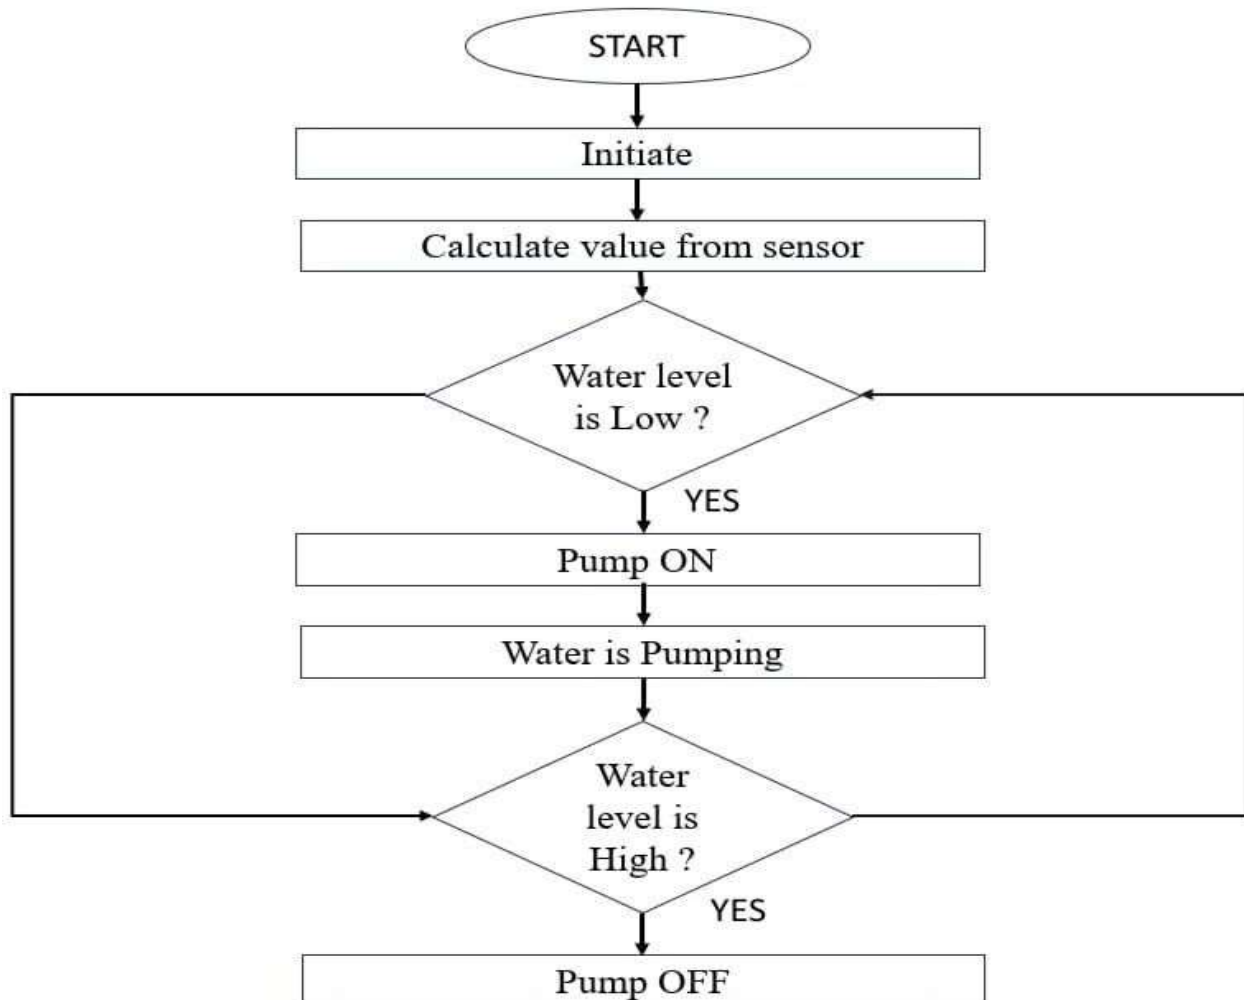 START
Initiate
Calculate value from sensor
Water level
is Low ?
YES
Pump ON
Water is Pumping
Water
level is
High ?
YES
Pump OFF